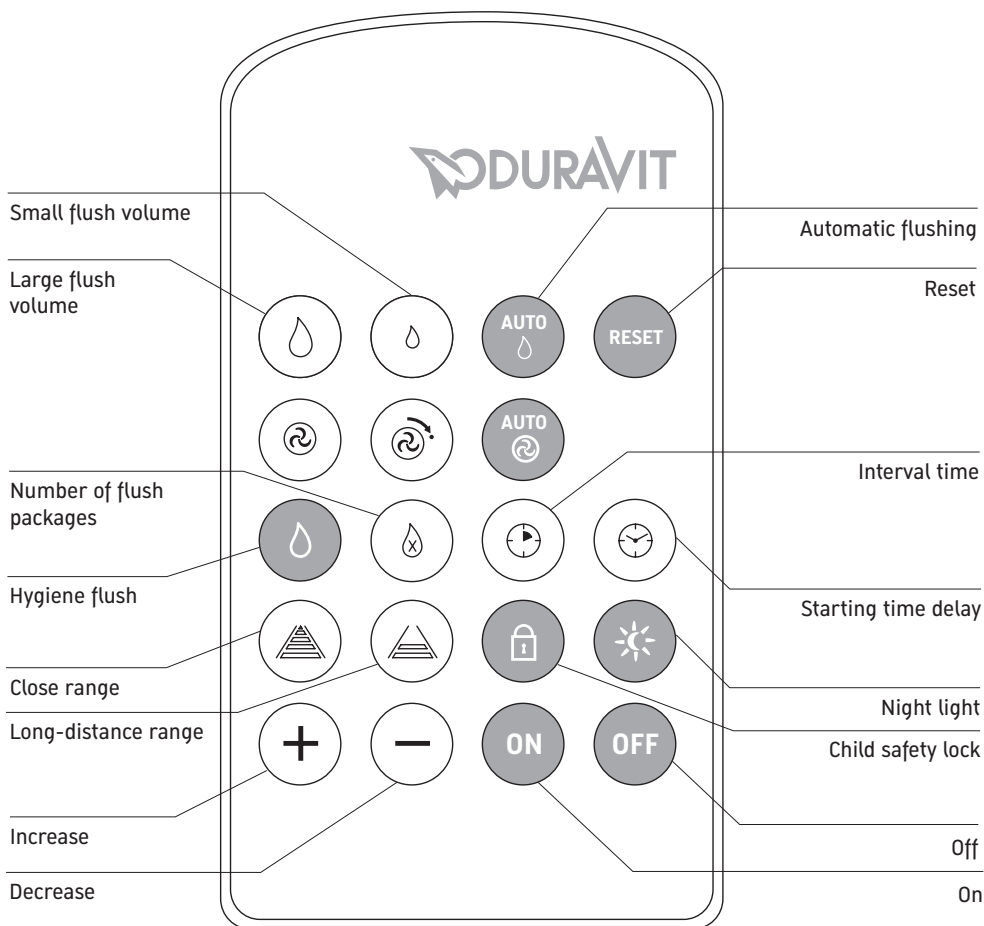 DURAVIT
Small flush volume
Automatic flushing
Large flush
volume
Reset
AUTO
RESET
AUTO
Interval time
Number of flush
packages
x
Hygiene flush
Starting time delay
Close range
Night light
Long-distance range
Child safety lock
+
−
ON
OFF
Increase
Off
Decrease
On